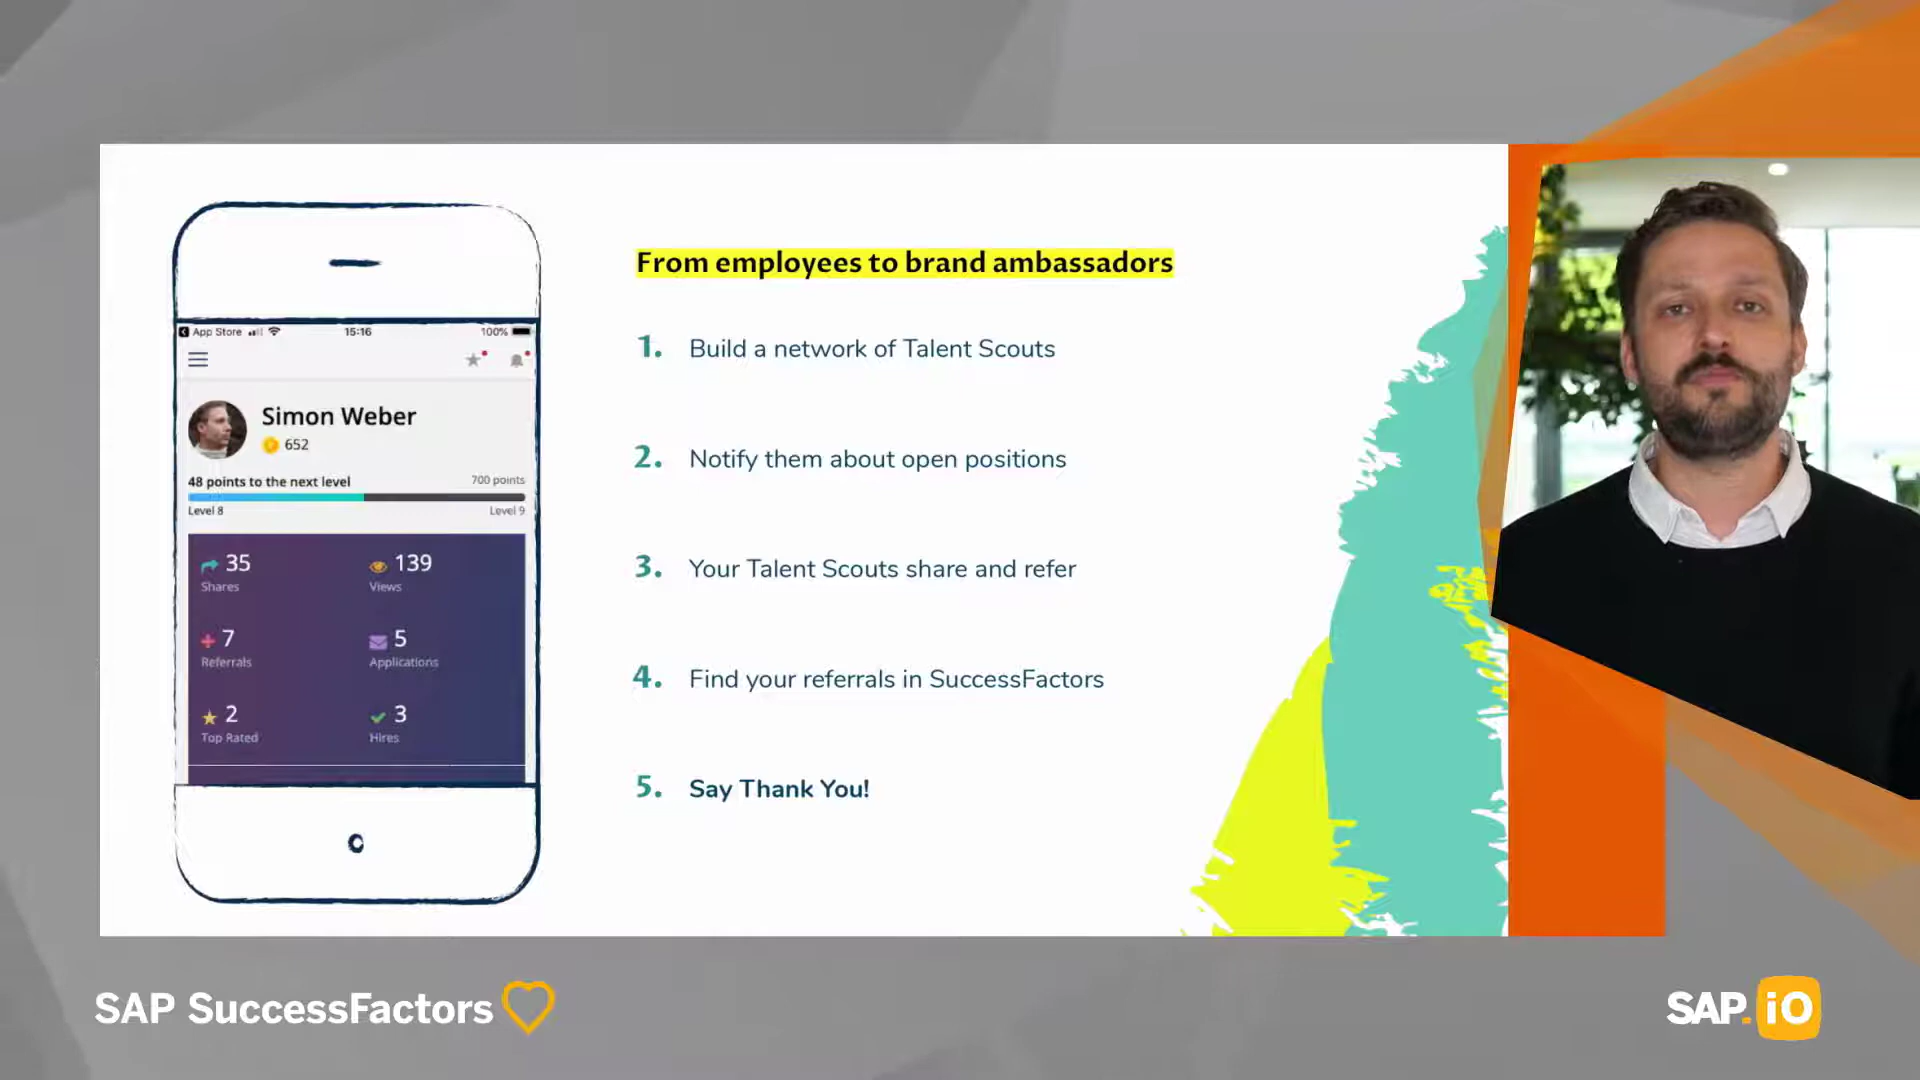 From employees to brand ambassadors
1. Build a network of Talent Scouts
2. Notify them about open positions
3. Your Talent Scouts share and refer
4. Find your referrals in SuccessFactors
5. Say Thank You!
App Store 15:16 100%
Simon Weber
652
48 points to the next level 700 points
Level 8 Level 9
35 139
Shares Views
7 5
Referrals Applications
2 3
Top Rated Hires
SAP SuccessFactors
SAP.iO